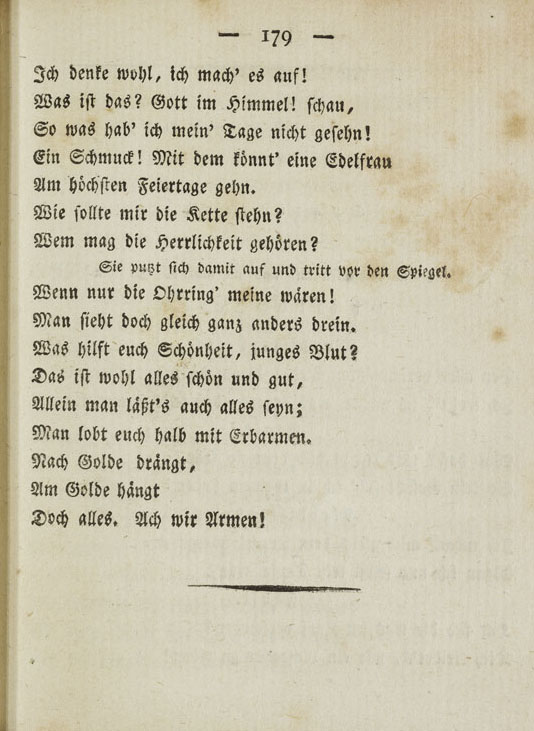 — 179 —
Ich denke wohl, ich mach' es auf!
Was ist das? Gott im Himmel! schau,
So was hab' ich mein' Tage nicht gesehn!
Ein Schmuck! Mit dem könnt' eine Edelfrau
Am höchsten Feiertage gehn.
Wie sollte mir die Kette stehn?
Wem mag die Herrlichkeit gehören?
Sie putzt sich damit auf und tritt vor den Spiegel.
Wenn nur die Ohrring' meine wären!
Man sieht doch gleich ganz anders drein.
Was hilft euch Schönheit, junges Blut?
Das ist wohl alles schön und gut,
Allein man läßt's auch alles seyn;
Man lobt euch halb mit Erbarmen.
Nach Golde drängt,
Am Golde hängt
Doch alles. Ach wir Armen!